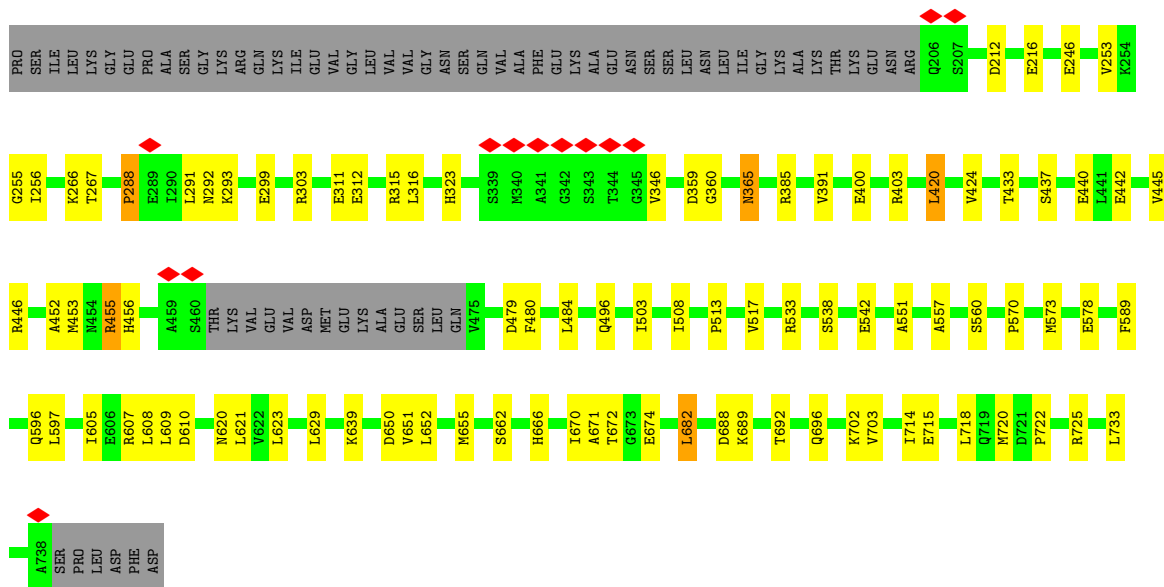 PRO SER ILE LEU LYS GLY GLU PRO ALA SER GLY LYS ARG GLN LYS ILE GLU VAL GLY LEU VAL VAL GLY ASN SER GLN VAL ALA PHE GLU LYS ALA GLU ASN SER SER LEU ASN LEU ILE GLY LYS ALA LYS THR LYS GLU ASN ARG Q206 S207 D212 E216 E246 V253 K254
G255 I256 K266 T267 P288 E289 I290 L291 N292 K293 E299 R303 E311 E312 R315 L316 H323 S339 M340 A341 G342 S343 T344 G345 V346 D359 G360 N365 R385 V391 E400 R403 L420 V424 T433 S437 E440 L441 E442 V445
R446 A452 M453 N454 R455 H456 A459 S460 THR LYS VAL GLU VAL ASP MET GLU LYS ALA GLU SER LEU GLN V475 D479 F480 L484 Q496 I503 I508 P513 V517 R533 S538 E542 A551 A557 S560 P570 M573 E578 F589
Q596 L597 I605 E606 R607 L608 L609 D610 N620 L621 V622 L623 L629 K639 D650 V651 L652 M655 S662 H666 I670 A671 T672 G673 E674 L682 D688 K689 T692 Q696 K702 V703 I714 E715 L718 Q719 M720 D721 P722 R725 L733
A738 SER PRO LEU ASP PHE ASP